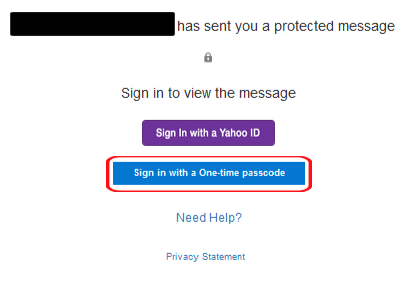 has sent you a protected message
Sign in to view the message
Sign In with a Yahoo ID
Sign in with a One-time passcode
Need Help?
Privacy Statement